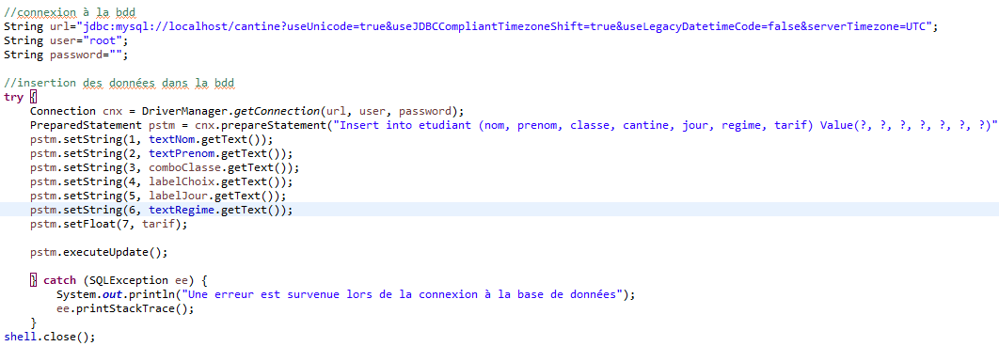 //connexion à la bdd
String url="jdbc:mysql://localhost/cantine?useUnicode=true&useJDBCCompliantTimezoneShift=true&useLegacyDatetimeCode=false&serverTimezone=UTC";
String user="root";
String password="";
//insertion des données dans la bdd
try {
Connection cnx = DriverManager.getConnection(url, user, password);
PreparedStatement pstm = cnx.prepareStatement("Insert into etudiant (nom, prenom, classe, cantine, jour, regime, tarif) Value(?, ?, ?, ?, ?, ?, ?)"
pstm.setString(1, textNom.getText());
pstm.setString(2, textPrenom.getText());
pstm.setString(3, comboClasse.getText());
pstm.setString(4, labelChoix.getText());
pstm.setString(5, labelJour.getText());
pstm.setString(6, textRegime.getText());
pstm.setFloat(7, tarif);
pstm.executeUpdate();
} catch (SQLException ee) {
System.out.println("Une erreur est survenue lors de la connexion à la base de données");
ee.printStackTrace();
}
shell.close();